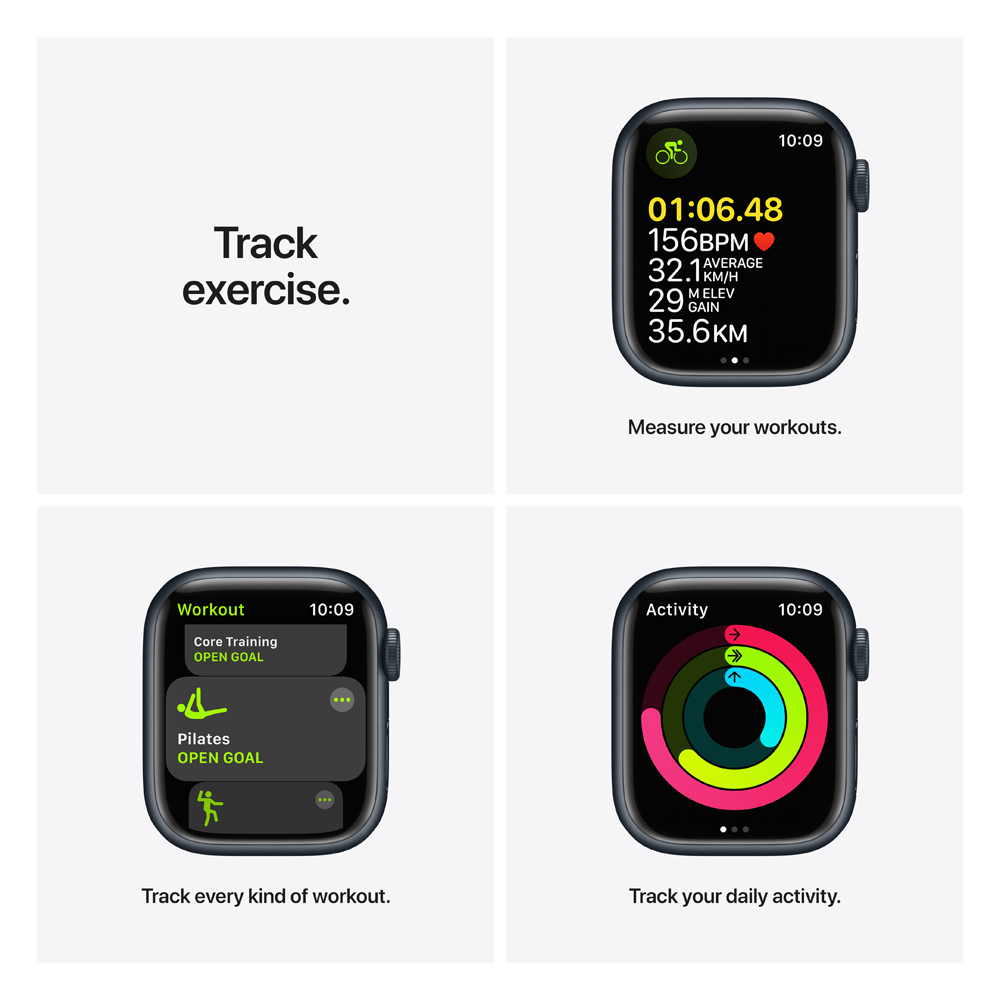 Track
exercise.
10:09
01:06.48
156BPM
32.1 AVERAGE
KM/H
29 M ELEV
GAIN
35.6KM
Measure your workouts.
Workout 10:09
Core Training
OPEN GOAL
Pilates
OPEN GOAL
Track every kind of workout.
Activity 10:09
Track your daily activity.